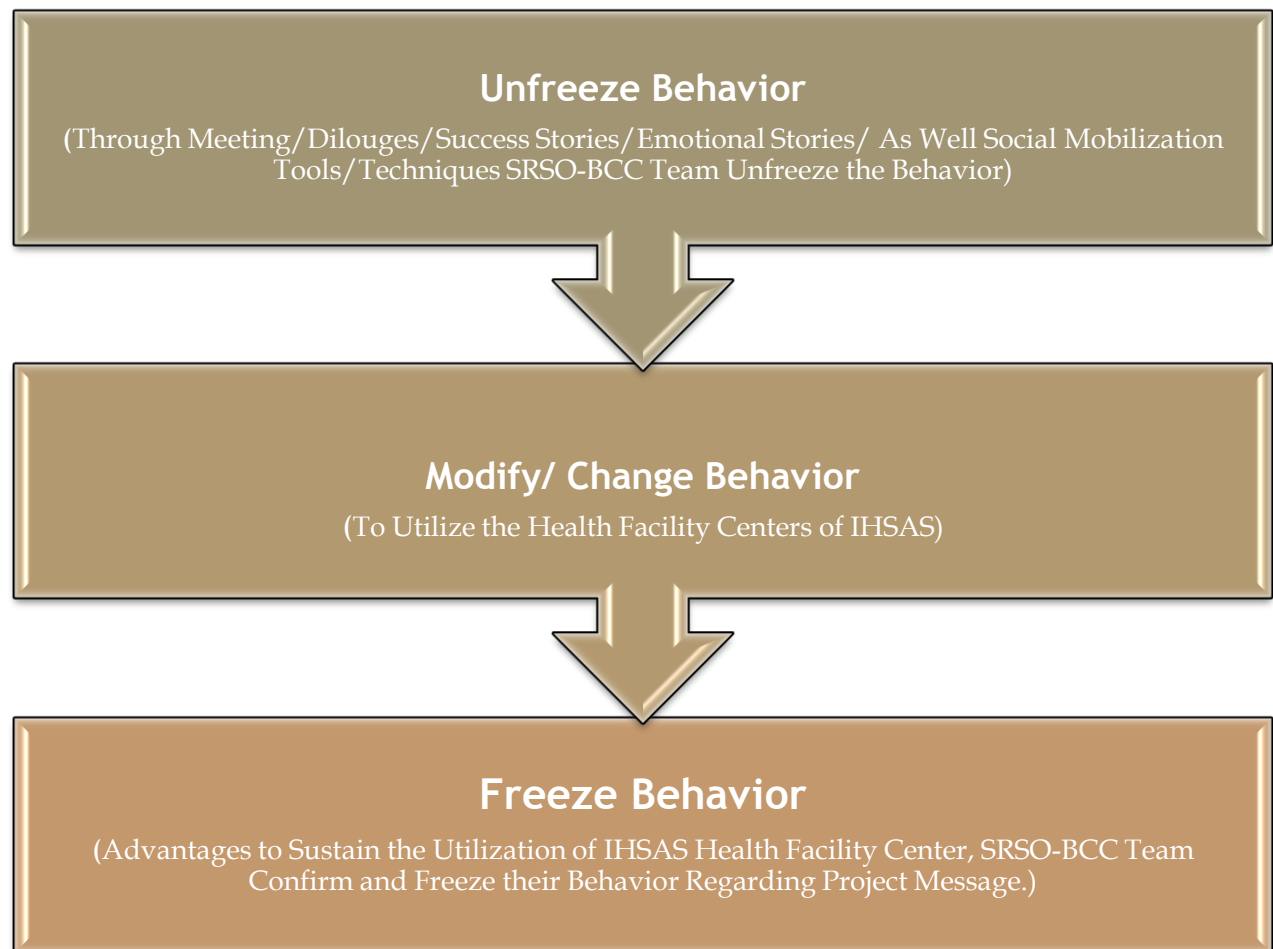 Unfreeze Behavior
(Through Meeting/Dilouges/Success Stories/Emotional Stories/ As Well Social Mobilization
Tools/Techniques SRSO-BCC Team Unfreeze the Behavior)
Modify/ Change Behavior
(To Utilize the Health Facility Centers of IHSAS)
Freeze Behavior
(Advantages to Sustain the Utilization of IHSAS Health Facility Center, SRSO-BCC Team
Confirm and Freeze their Behavior Regarding Project Message.)